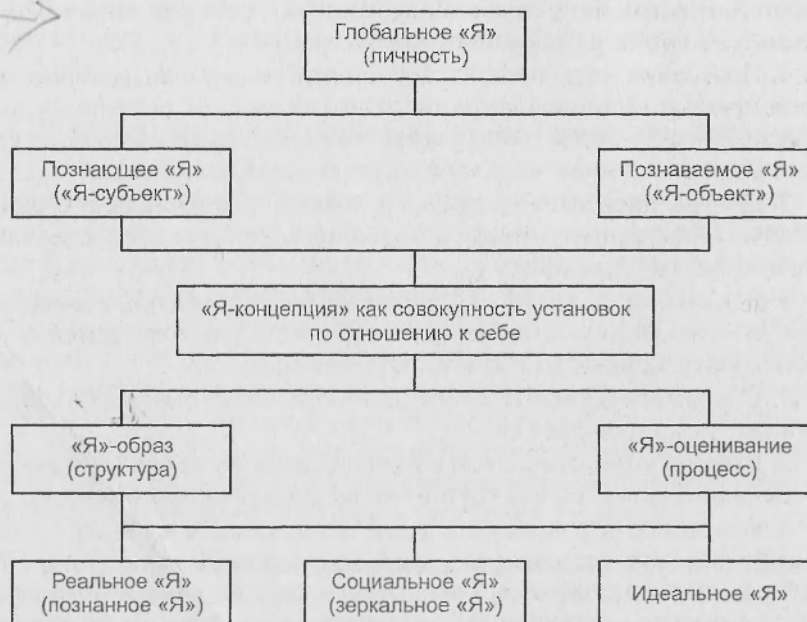 Глобальное «Я»
(личность)
Познающее «Я»
(«Я-субъект»)
Познаваемое «Я»
(«Я-объект»)
«Я-концепция» как совокупность установок
по отношению к себе
«Я»-образ
(структура)
«Я»-оценивание
(процесс)
Реальное «Я»
(познанное «Я»)
Социальное «Я»
(зеркальное «Я»)
Идеальное «Я»